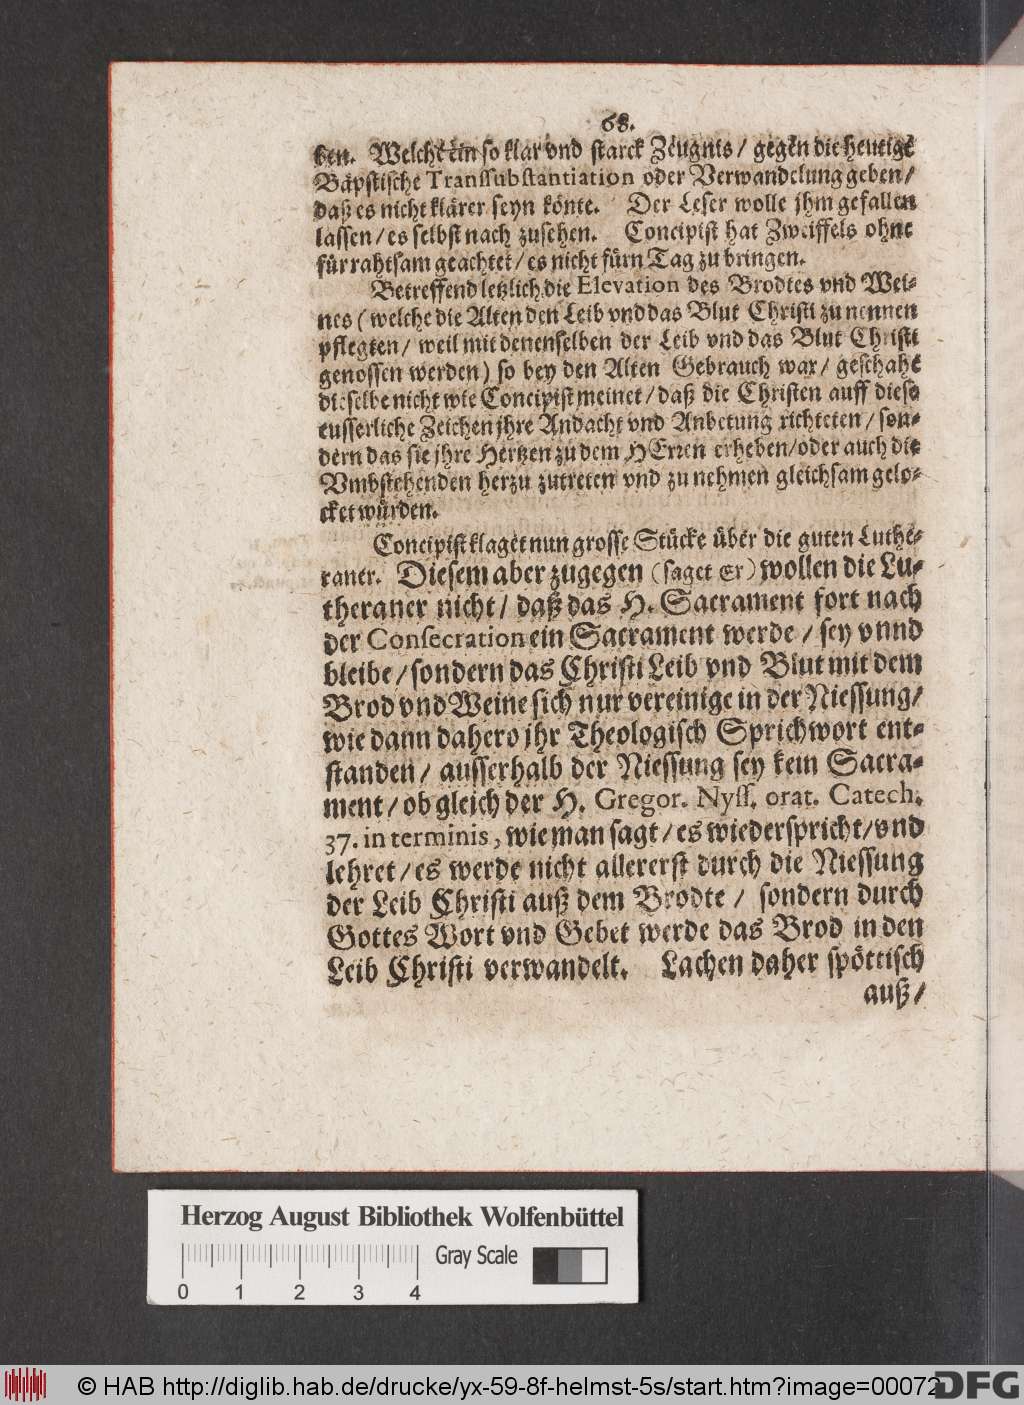 68.
ben. Welche ein so klar vnd starck Zeugnis / gegen die heutige
Bäpstische Transsubstantiation oder Verwandelung geben /
daß es nicht klärer seyn könte. Der Leser wolle jhm gefallen
lassen / es selbst nach zusehen. Concipist hat Zweiffels ohne
für rahtsam geachtet / es nicht fürn Tag zu bringen.
Betreffend letzlich die Elevation des Brodtes vnd Wei-
nes ( welche die Alten den Leib vnd das Blut Christi zu nennen
pflegten / weil mit denenselben der Leib vnd das Blut Christi
genossen werden ) so bey den Alten Gebrauch war / geschahe
dieselbe nicht wie Concipist meinet / daß die Christen auff diese
eusserliche Zeichen jhre Andacht vnd Anbetung richteten / son-
dern das sie jhre Hertzen zu dem HErren erheben / oder auch die
Vmbstehenden herzu zutreten vnd zu nehmen gleichsam gelo-
cket würden.
Concipist klaget nun grosse Stücke über die guten Luthe-
raner. Diesem aber zugegen (saget Er) wollen die Lu-
theraner nicht / daß das H. Sacrament fort nach
der Consecration ein Sacrament werde / sey vnnd
bleibe / sondern das Christi Leib vnd Blut mit dem
Brod vnd Weine sich nur vereinige in der Niessung /
wie dann dahero jhr Theologisch Sprichwort ent-
standen / ausserhalb der Niessung sey kein Sacra-
ment / ob gleich der H. Gregor. Nyss. orat. Catech.
37. in terminis, wie man sagt / es wiederspricht / vnd
lehret / es werde nicht allererst durch die Niessung
der Leib Christi auß dem Brodte / sondern durch
Gottes Wort vnd Gebet werde das Brod in den
Leib Christi verwandelt. Lachen daher spöttisch
auß /
Herzog August Bibliothek Wolfenbüttel
Gray Scale
0 1 2 3 4
© HAB http://diglib.hab.de/drucke/yx-59-8f-helmst-5s/start.htm?image=00072
DFG